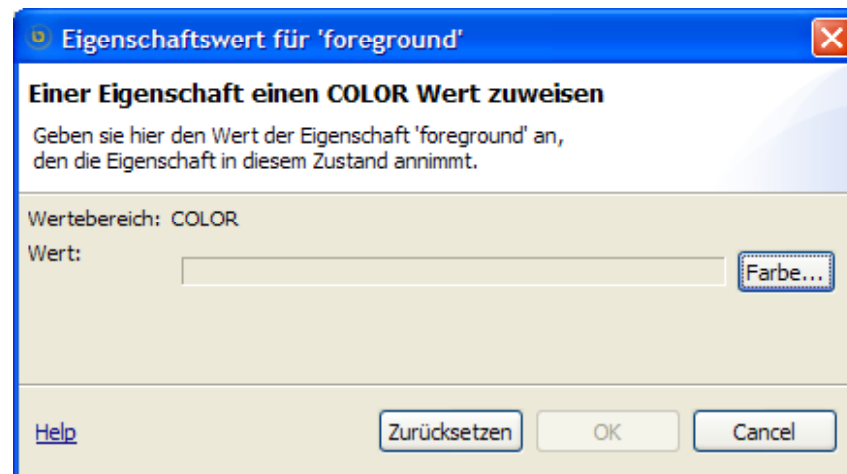 Eigenschaftswert für 'foreground'
Einer Eigenschaft einen COLOR Wert zuweisen
Geben sie hier den Wert der Eigenschaft 'foreground' an,
den die Eigenschaft in diesem Zustand annimmt.
Wertebereich: COLOR
Wert:
Farbe...
Help
Zurücksetzen
OK
Cancel